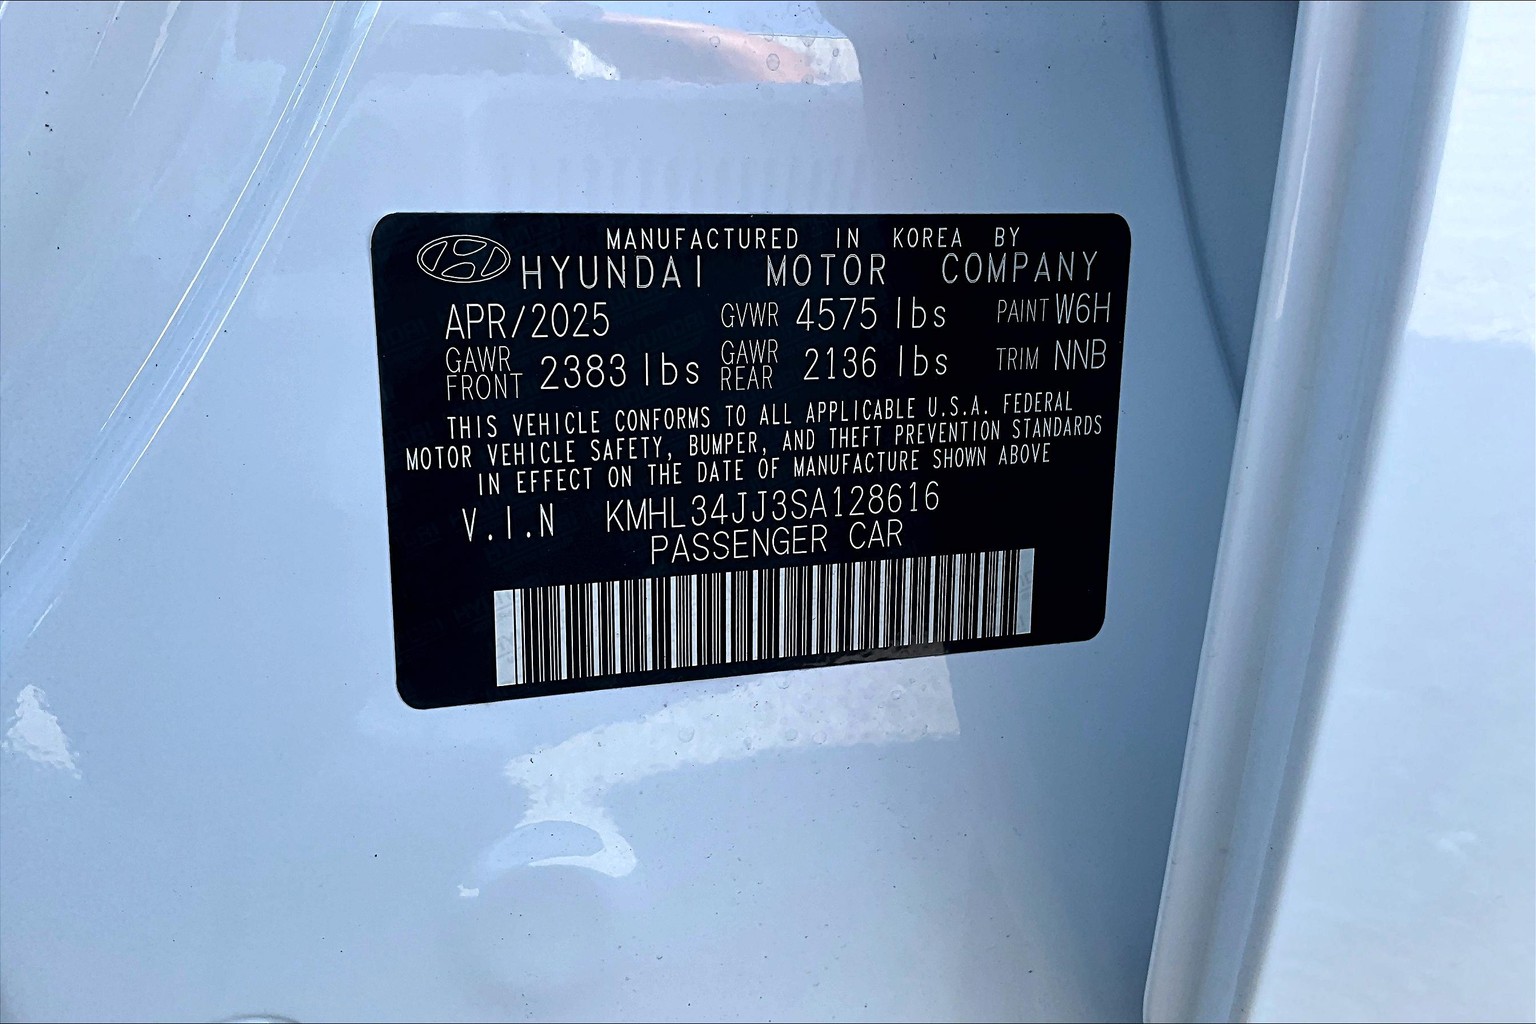 MANUFACTURED IN KOREA BY
HYUNDAI MOTOR COMPANY
APR/2025 GVWR 4575 lbs PAINT W6H
GAWR FRONT 2383 lbs GAWR REAR 2136 lbs TRIM NNB
THIS VEHICLE CONFORMS TO ALL APPLICABLE U.S.A. FEDERAL
MOTOR VEHICLE SAFETY, BUMPER, AND THEFT PREVENTION STANDARDS
IN EFFECT ON THE DATE OF MANUFACTURE SHOWN ABOVE
V.I.N KMHL34JJ3SA128616
PASSENGER CAR